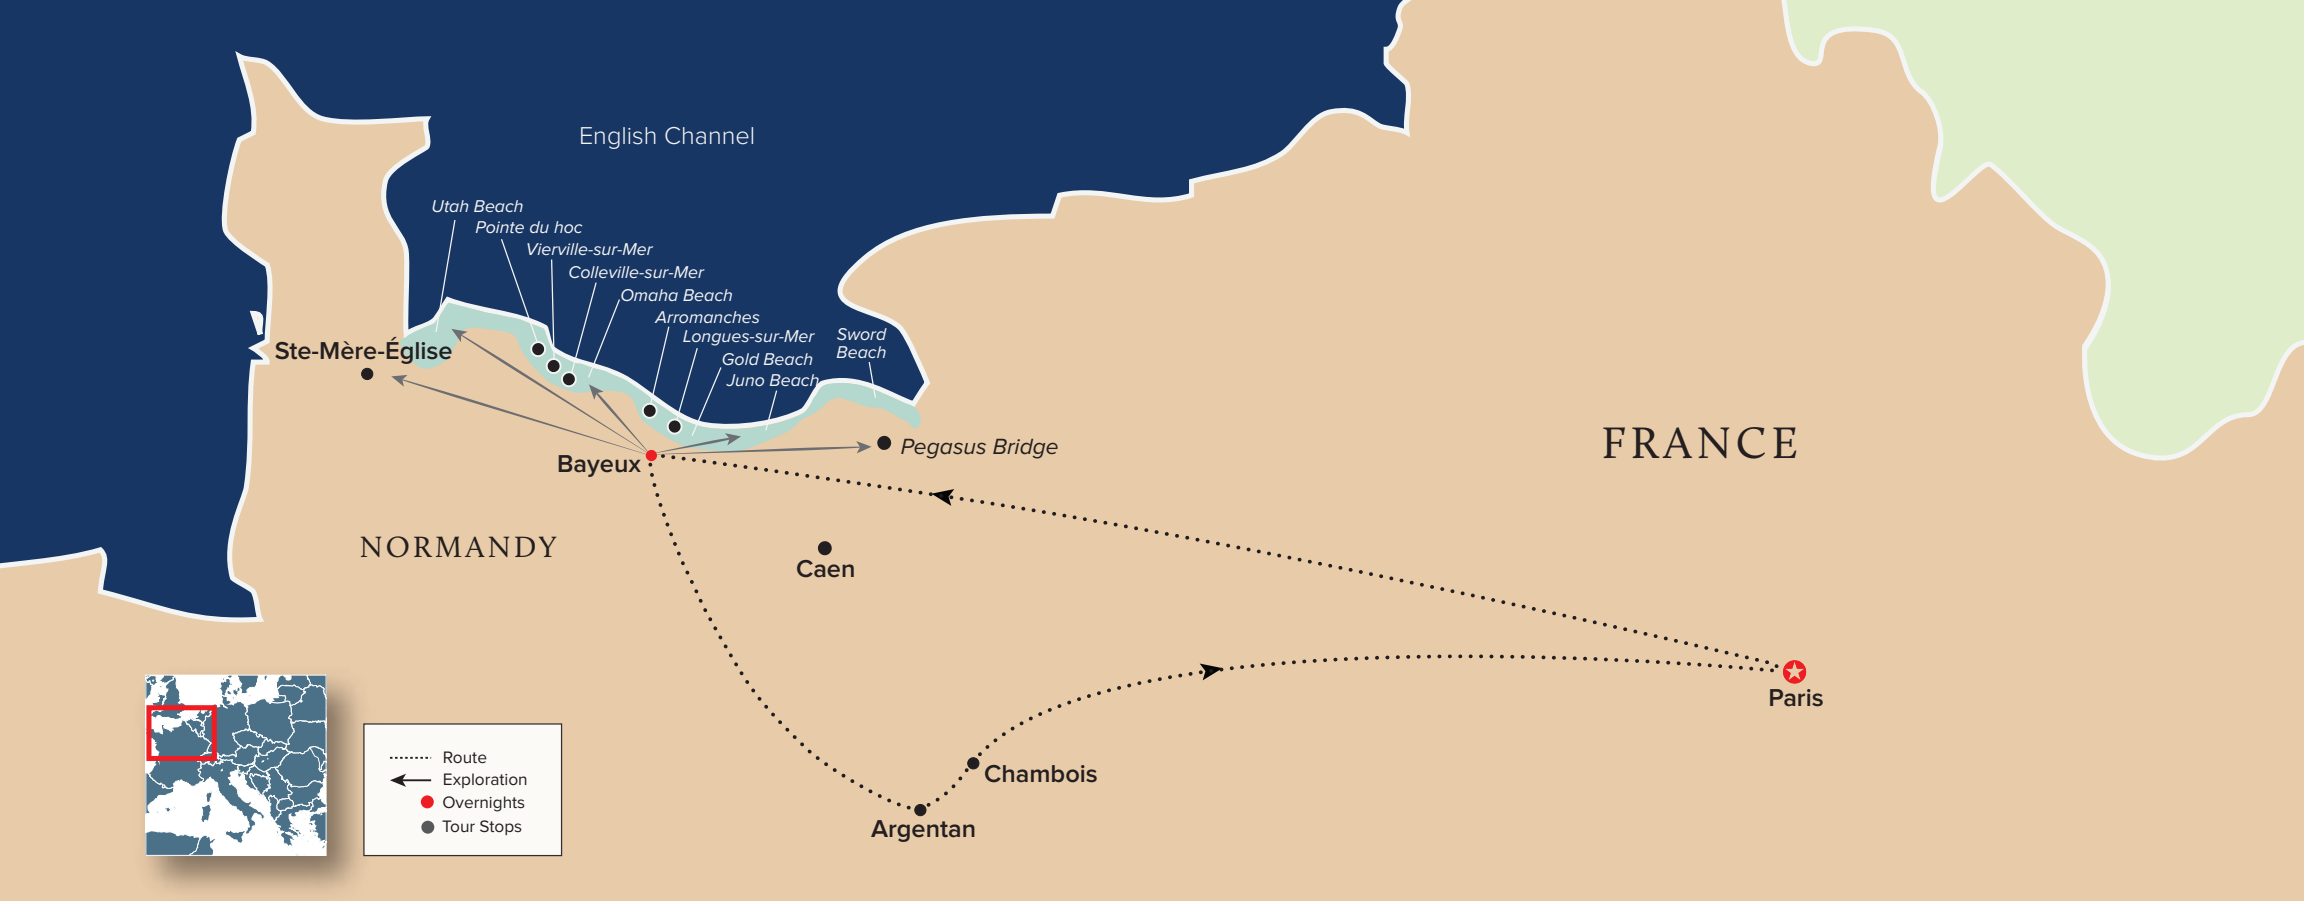 English Channel
Utah Beach
Pointe du hoc
Vierville-sur-Mer
Colleville-sur-Mer
Omaha Beach
Arromanches
Longues-sur-Mer
Gold Beach
Juno Beach
Sword
Beach
Ste-Mère-Église
Pegasus Bridge
Bayeux
FRANCE
NORMANDY
Caen
Paris
Chambois
Argentan
Route
Exploration
Overnights
Tour Stops